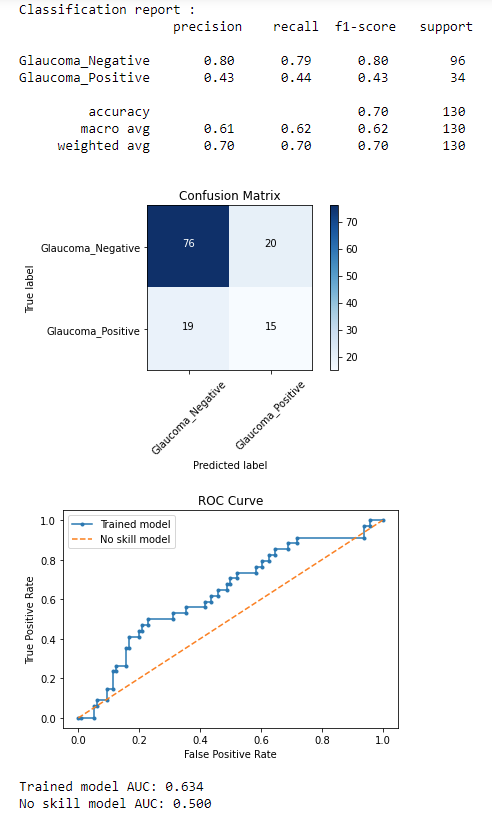 Classification report :
precision recall f1-score support
Glaucoma_Negative 0.80 0.79 0.80 96
Glaucoma_Positive 0.43 0.44 0.43 34
accuracy 0.70 130
macro avg 0.61 0.62 0.62 130
weighted avg 0.70 0.70 0.70 130
Confusion Matrix
True label
Glaucoma_Negative 76 20
Glaucoma_Positive 19 15
70
60
50
40
30
20
Glaucoma_Negative Glaucoma_Positive
Predicted label
ROC Curve
Trained model
No skill model
True Positive Rate
1.0
0.8
0.6
0.4
0.2
0.0
0.0 0.2 0.4 0.6 0.8 1.0
False Positive Rate
Trained model AUC: 0.634
No skill model AUC: 0.500